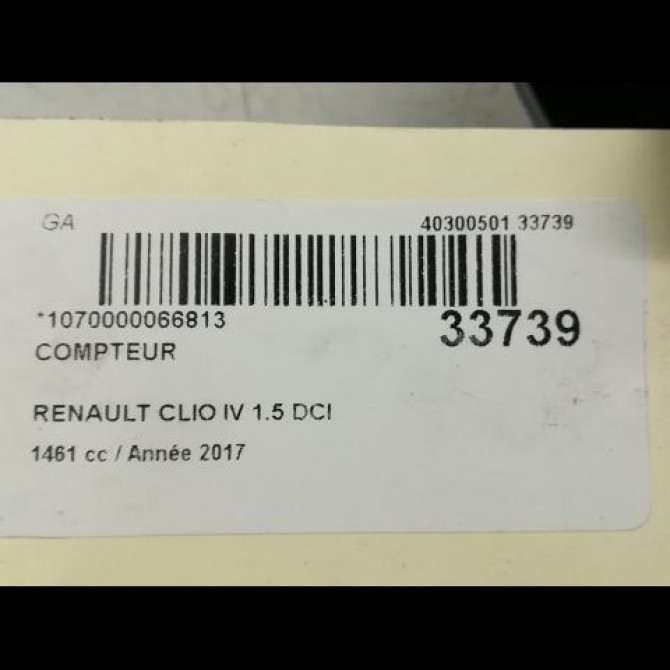 GA 40300501 33739
*1070000066813 33739
COMPTEUR
RENAULT CLIO IV 1.5 DCI
1461 cc / Année 2017